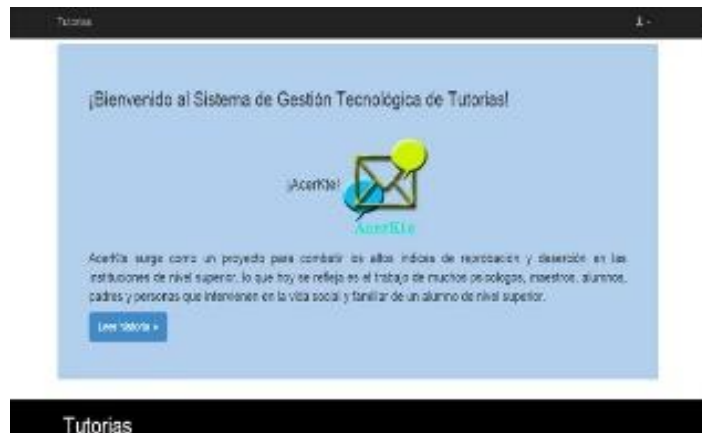 Tutorias
¡Bienvenido al Sistema de Gestión Tecnológica de Tutorias!
¡AcerKte!
AcerKte
AcerKte surge como un proyecto para combatir los altos indices de reprobación y deserción en las
instituciones de nivel superior, lo que hoy se refleja es el trabajo de muchos psicologos, maestros, alumnos,
padres y personas que intervienen en la vida social y familiar de un alumno de nivel superior.
Leer historia »
Tutorias